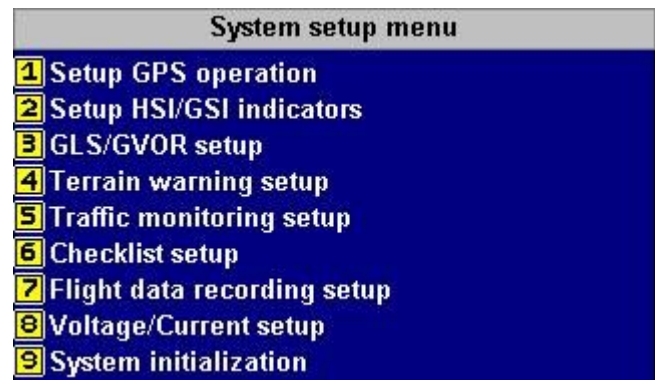 System setup menu
1 Setup GPS operation
2 Setup HSI/GSI indicators
3 GLS/GVOR setup
4 Terrain warning setup
5 Traffic monitoring setup
6 Checklist setup
7 Flight data recording setup
8 Voltage/Current setup
9 System initialization